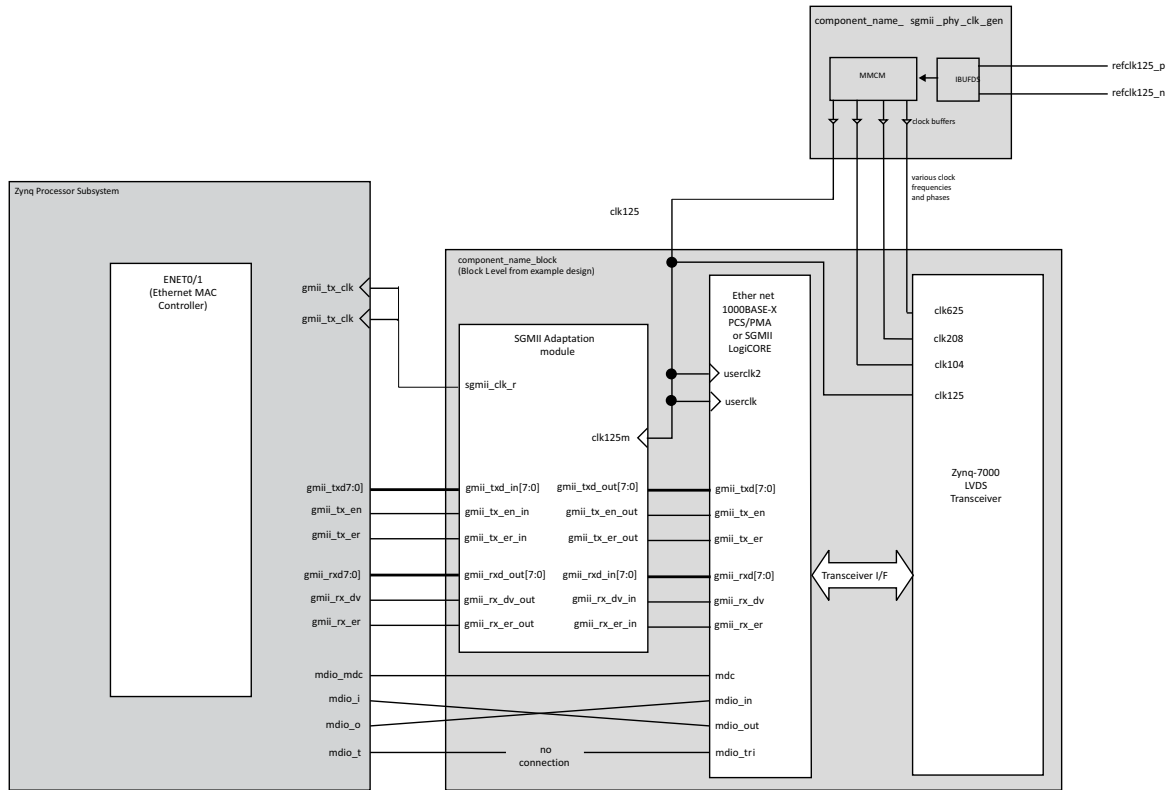 component_name_ sgmii_phy_clk_gen
MMCM
IBUFDS
refclk125_p
refclk125_n
clock buffers
various clock
frequencies
and phases
clk125
Zynq Processor Subsystem
ENET0/1
(Ethernet MAC
Controller)
gmii_tx_clk
gmii_tx_clk
component_name_block
(Block Level from example design)
SGMII Adaptation
module
sgmii_clk_r
clk125m
Ether net
1000BASE-X
PCS/PMA
or SGMII
LogiCORE
userclk2
userclk
clk625
clk208
clk104
clk125
Zynq-7000
LVDS
Transceiver
gmii_txd7:0]
gmii_txd_in[7:0]
gmii_txd_out[7:0]
gmii_txd[7:0]
gmii_tx_en
gmii_tx_en_in
gmii_tx_en_out
gmii_tx_en
gmii_tx_er
gmii_tx_er_in
gmii_tx_er_out
gmii_tx_er
gmii_rxd7:0]
gmii_rxd_out[7:0]
gmii_rxd_in[7:0]
gmii_rxd[7:0]
Transceiver I/F
gmii_rx_dv
gmii_rx_dv_out
gmii_rx_dv_in
gmii_rx_dv
gmii_rx_er
gmii_rx_er_out
gmii_rx_er_in
gmii_rx_er
mdio_mdc
mdc
mdio_i
mdio_in
mdio_o
mdio_out
mdio_t
no
connection
mdio_tri